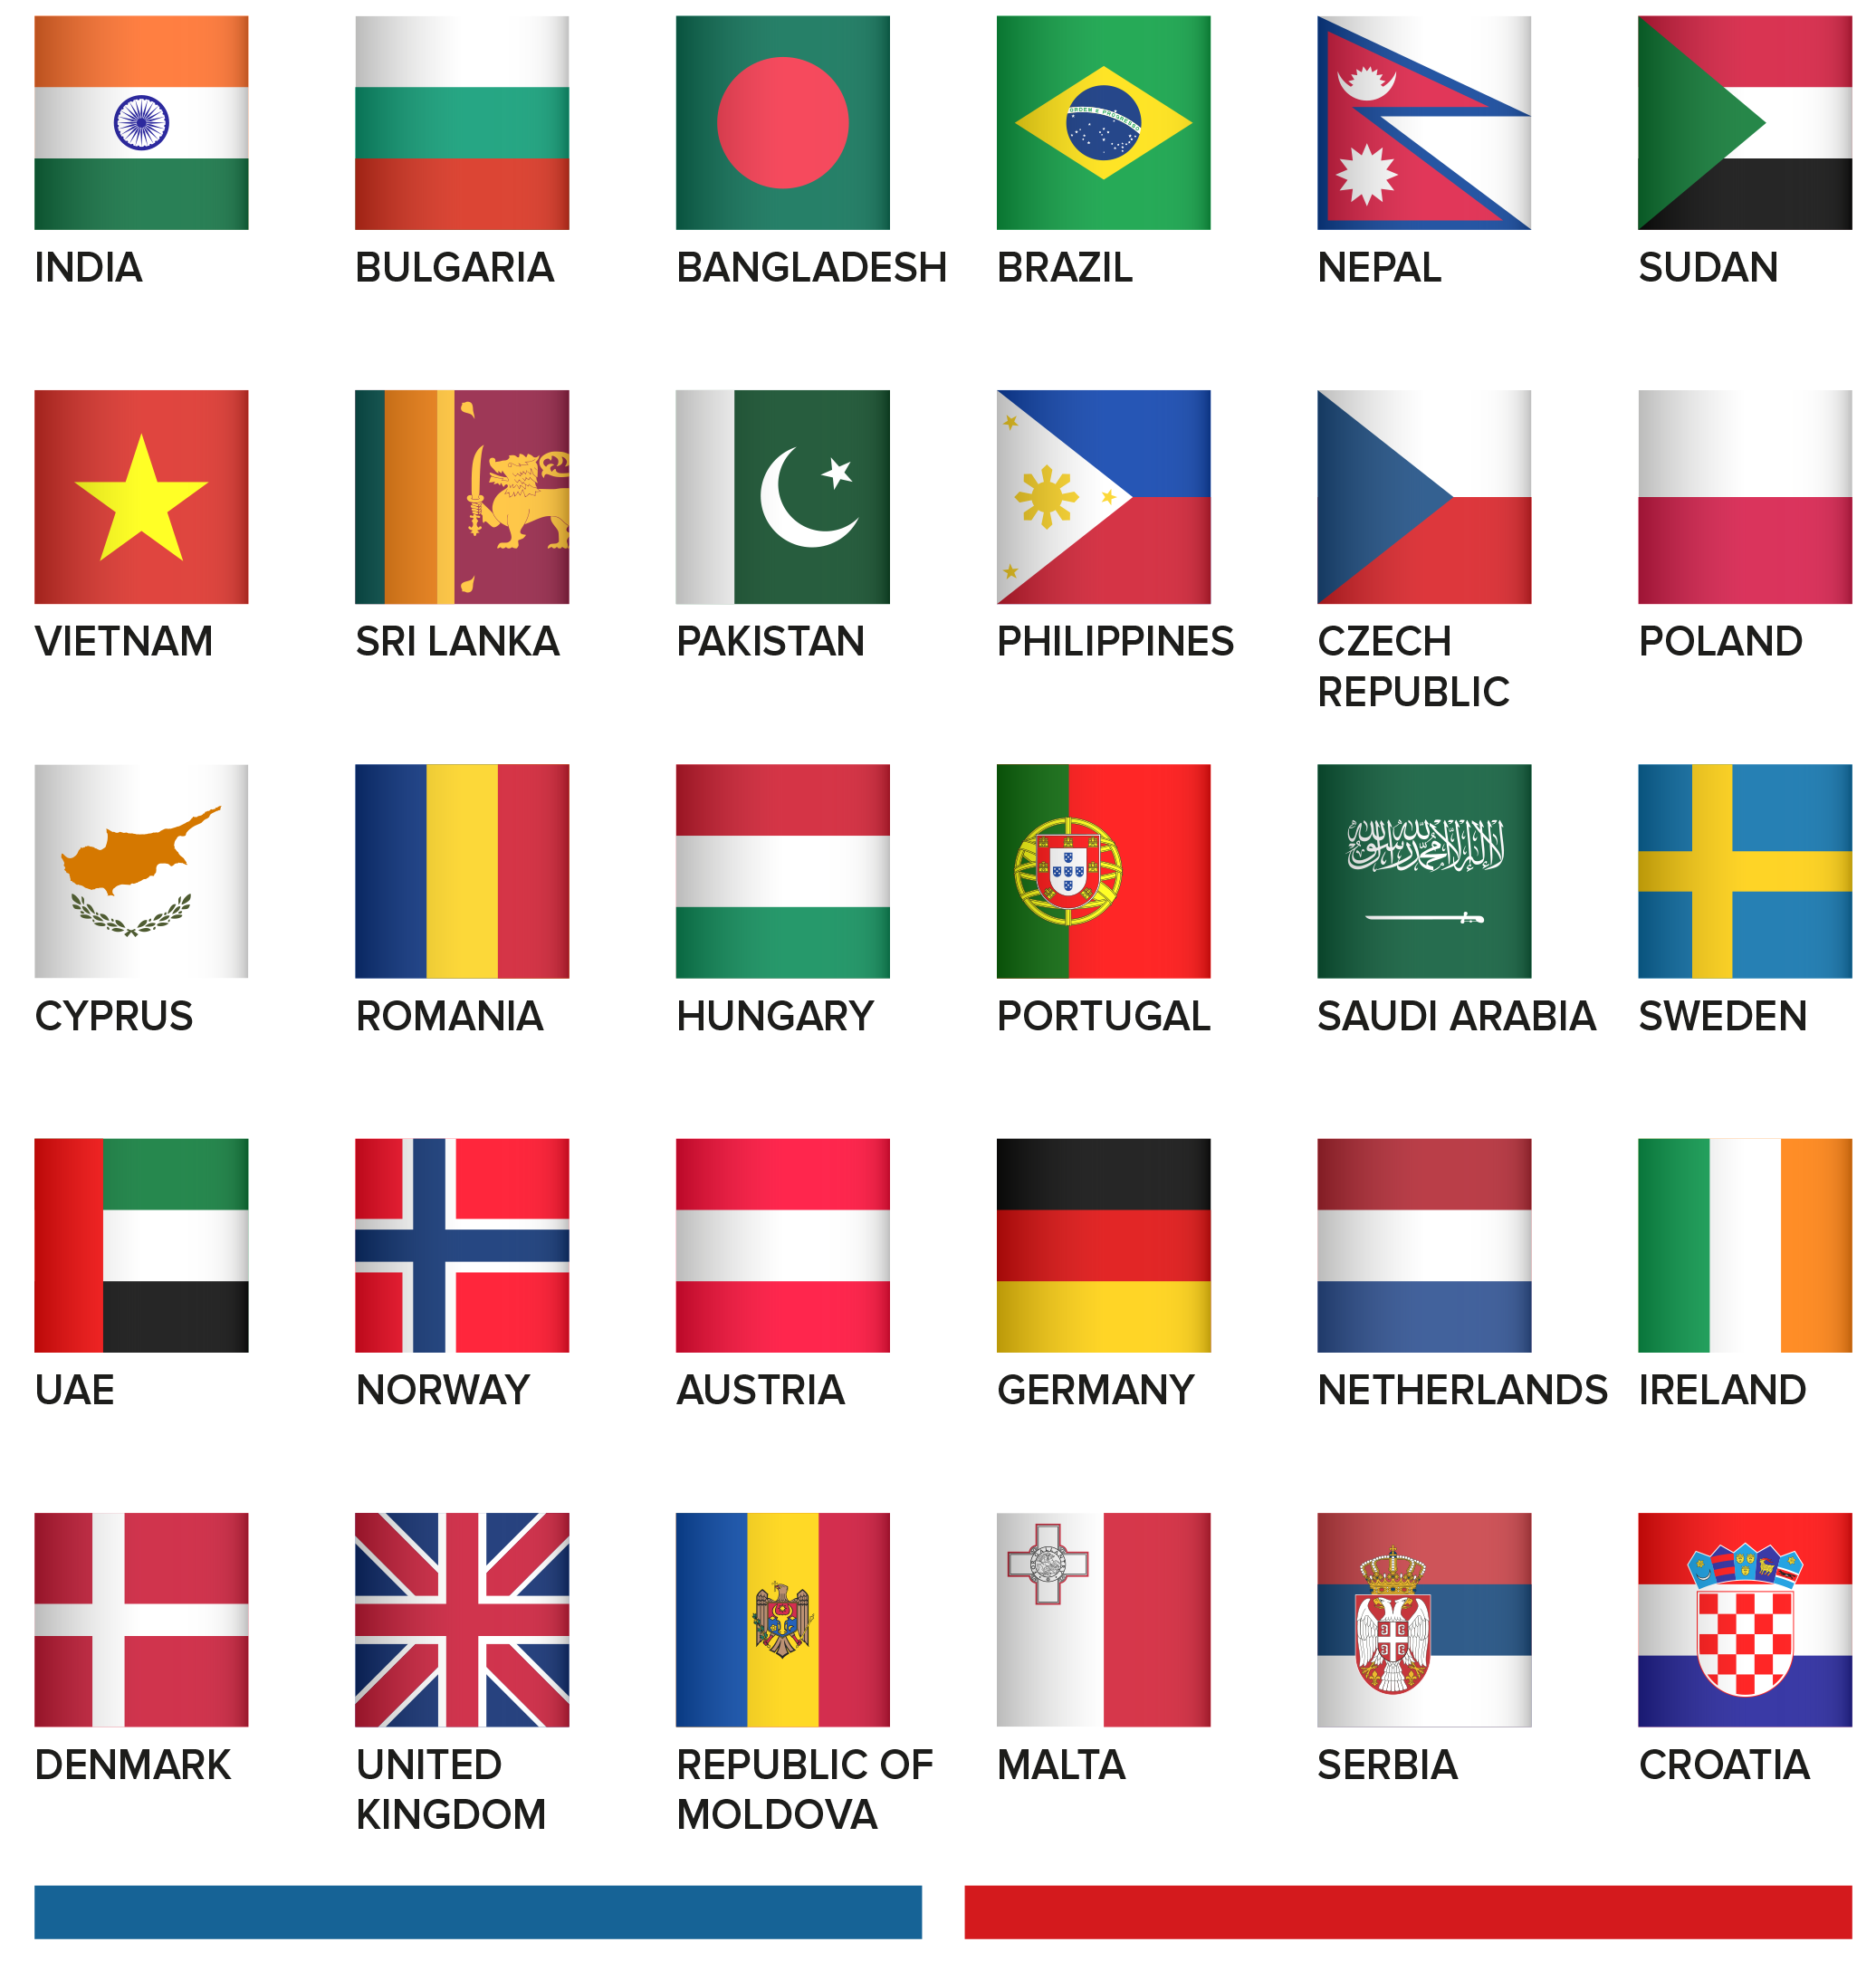 INDIA
BULGARIA
BANGLADESH
BRAZIL
NEPAL
SUDAN
VIETNAM
SRI LANKA
PAKISTAN
PHILIPPINES
CZECH
REPUBLIC
POLAND
CYPRUS
ROMANIA
HUNGARY
PORTUGAL
SAUDI ARABIA
SWEDEN
UAE
NORWAY
AUSTRIA
GERMANY
NETHERLANDS
IRELAND
DENMARK
UNITED
KINGDOM
REPUBLIC OF
MOLDOVA
MALTA
SERBIA
CROATIA